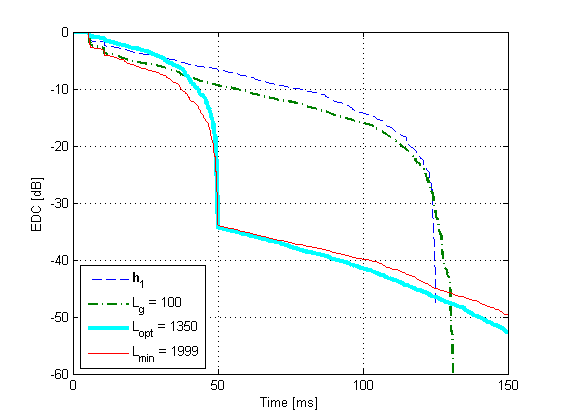 0
-10
-20
-30
-40
-50
-60
EDC [dB]
h1
Lg = 100
Lopt = 1350
Lmin = 1999
0
50
100
150
Time [ms]